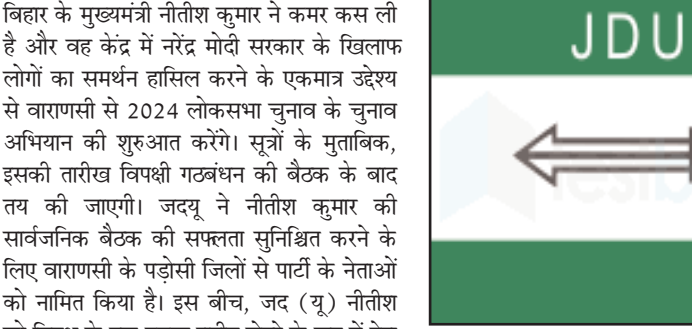 बिहार के मुख्यमंत्री नीतीश कुमार ने कमर कस ली
है और वह केंद्र में नरेंद्र मोदी सरकार के खिलाफ
लोगों का समर्थन हासिल करने के एकमात्र उद्देश्य
से वाराणसी से 2024 लोकसभा चुनाव के चुनाव
अभियान की शुरुआत करेंगे। सूत्रों के मुताबिक,
इसकी तारीख विपक्षी गठबंधन की बैठक के बाद
तय की जाएगी। जदयू ने नीतीश कुमार की
सार्वजनिक बैठक की सफलता सुनिश्चित करने के
लिए वाराणसी के पड़ोसी जिलों से पार्टी के नेताओं
को नामित किया है। इस बीच, जद (यू) नीतीश
JDU